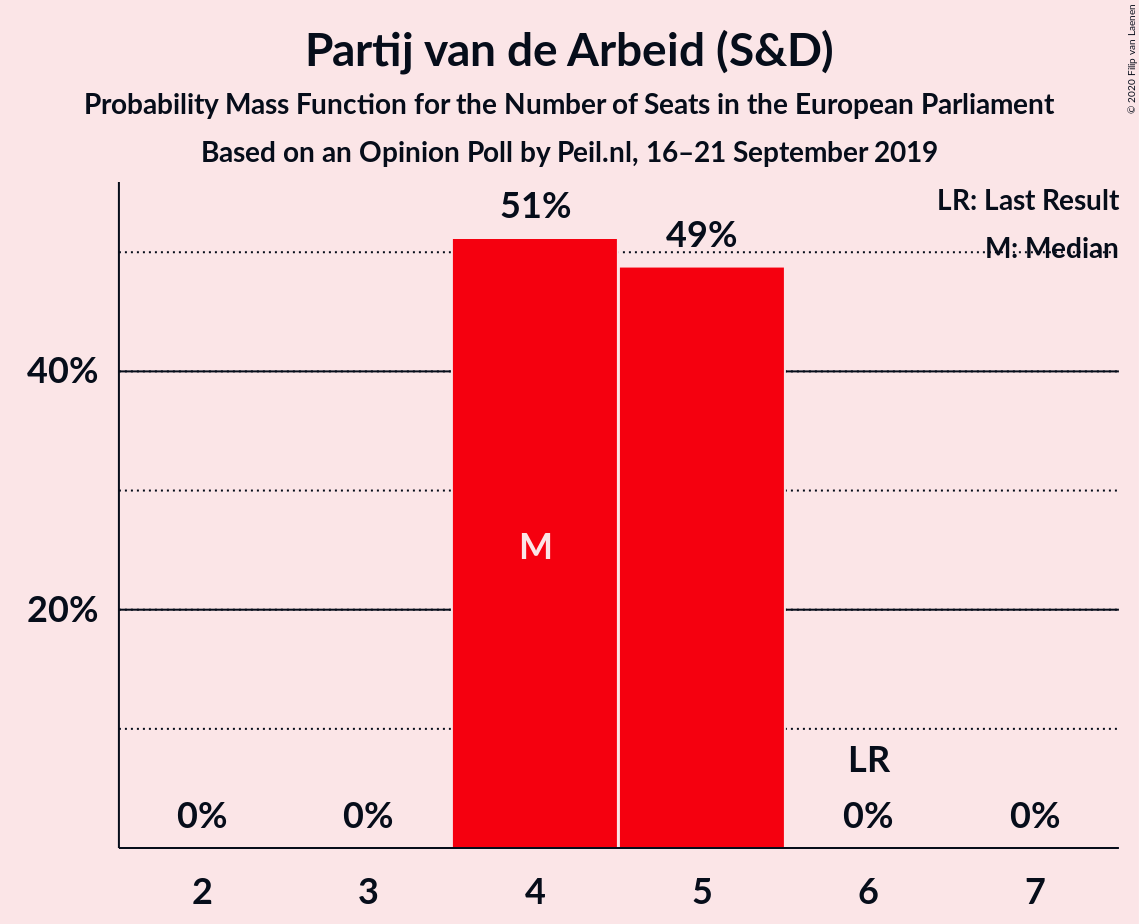 Partij van de Arbeid (S&D)
Probability Mass Function for the Number of Seats in the European Parliament
Based on an Opinion Poll by Peil.nl, 16–21 September 2019
© 2020 Filip van Laenen
LR: Last Result
M: Median
51%
49%
40%
M
20%
LR
0%
0%
0%
0%
2
3
4
5
6
7